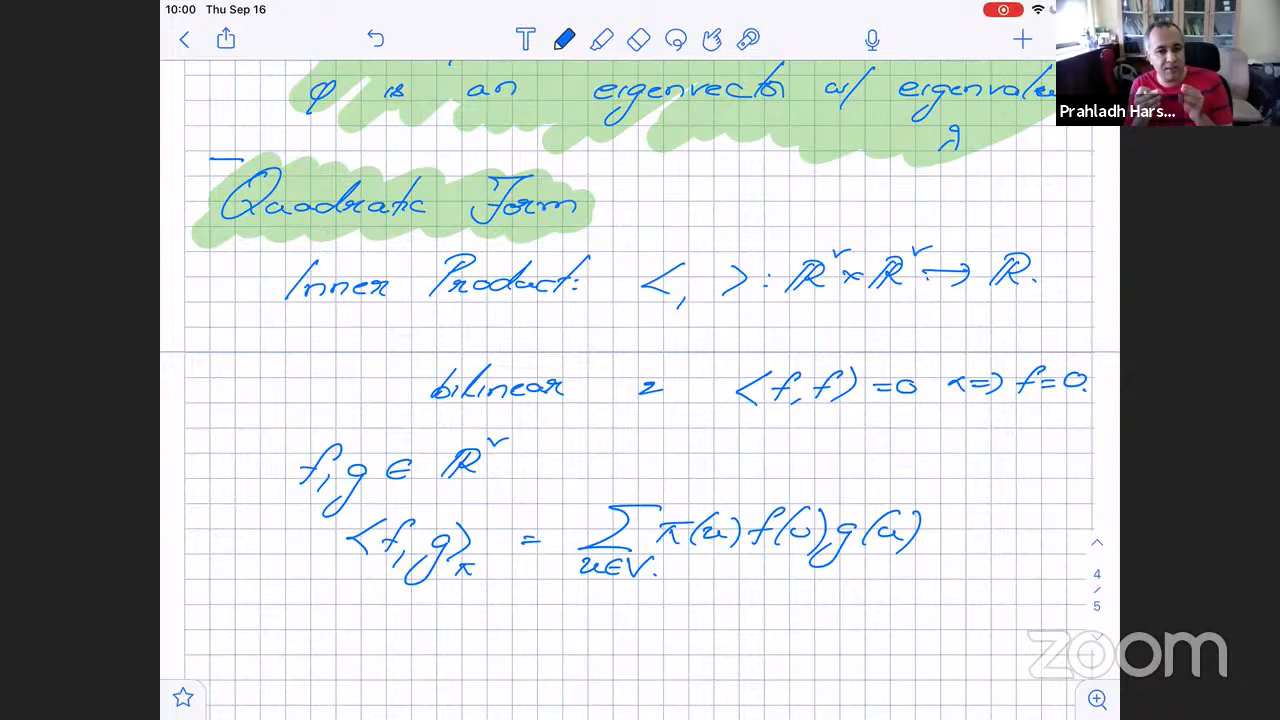 10:00 Thu Sep 16
T
Prahladh Hars...
φ is an eigenvector w/ eigenvalue
λ
Quadratic Form
Inner Product: < , > : ℝ^V × ℝ^V → ℝ.
bilinear & <f, f> = 0 <=> f = 0.
f, g ∈ ℝ^V
<f, g>_π = Σ_{u∈V.} π(u) f(u) g(u)
4
/
5
zoom